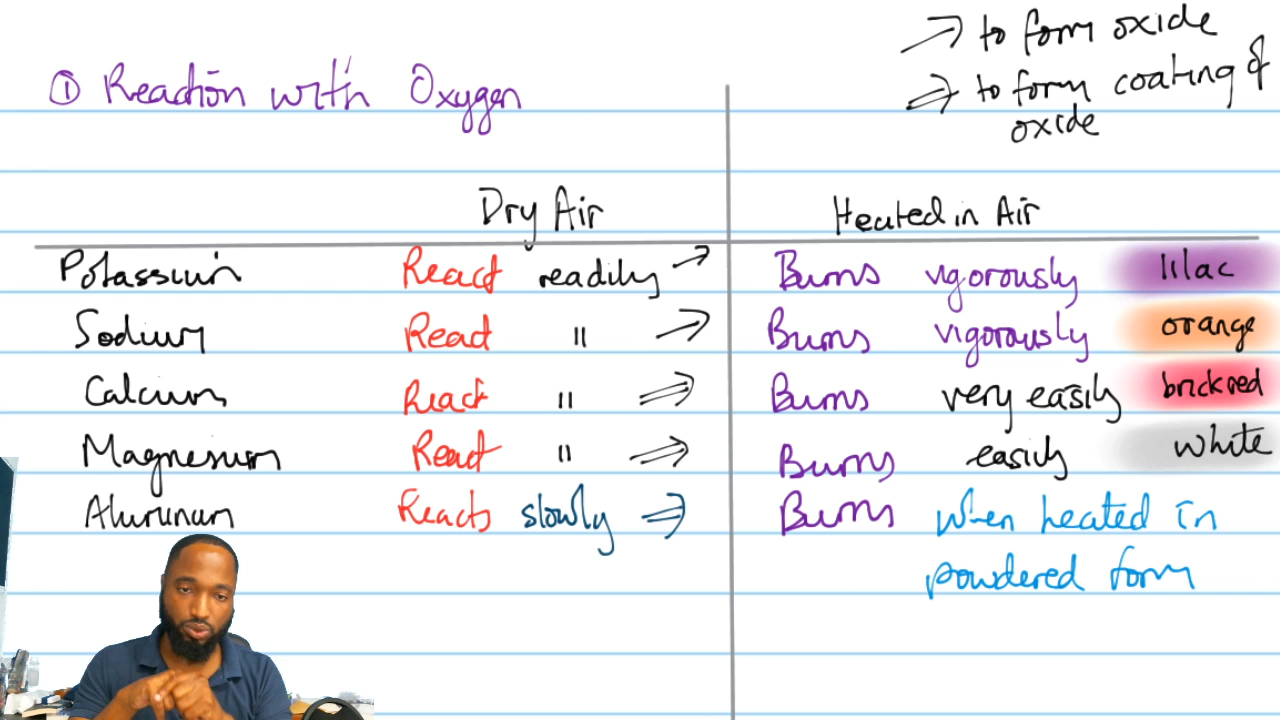 → to form oxide
① Reaction with Oxygen
⇒ to form coating of
oxide
Dry Air Heated in Air
Potassium React readily → Burns vigorously lilac
Sodium React " → Burns vigorously orange
Calcium React " ⇒ Burns very easily brick red
Magnesium React " ⇒ Burns easily white
Aluminum Reacts slowly ⇒ Burns when heated in
powdered form